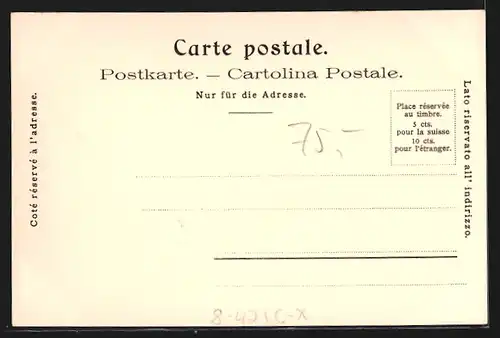 Carte postale.
Postkarte. — Cartolina Postale.
Nur für die Adresse.
Place réservée
au timbre.
5 cts.
pour la suisse
10 cts.
pour l'étranger.
Coté réservé à l'adresse.
Lato riservato all' indirizzo.
75,-